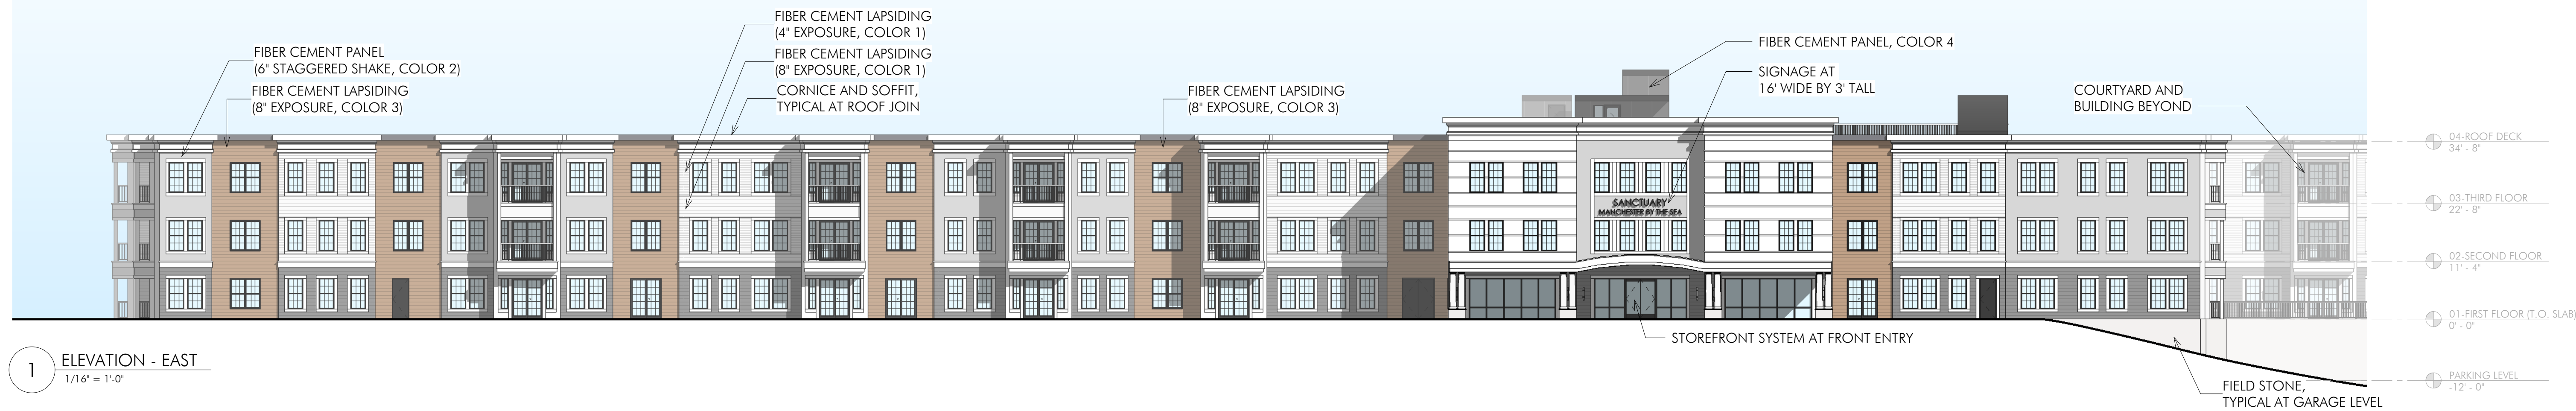 FIBER CEMENT PANEL
(6" STAGGERED SHAKE, COLOR 2)
FIBER CEMENT LAPSIDING
(8" EXPOSURE, COLOR 3)
FIBER CEMENT LAPSIDING
(4" EXPOSURE, COLOR 1)
FIBER CEMENT LAPSIDING
(8" EXPOSURE, COLOR 1)
CORNICE AND SOFFIT,
TYPICAL AT ROOF JOIN
FIBER CEMENT LAPSIDING
(8" EXPOSURE, COLOR 3)
FIBER CEMENT PANEL, COLOR 4
SIGNAGE AT
16' WIDE BY 3' TALL
COURTYARD AND
BUILDING BEYOND
SANCTUARY
MANCHESTER BY THE SEA
04-ROOF DECK
34' - 8"
03-THIRD FLOOR
22' - 8"
02-SECOND FLOOR
11' - 4"
01-FIRST FLOOR (T.O. SLAB)
0' - 0"
PARKING LEVEL
-12' - 0"
STOREFRONT SYSTEM AT FRONT ENTRY
FIELD STONE,
TYPICAL AT GARAGE LEVEL
1
ELEVATION - EAST
1/16" = 1'-0"